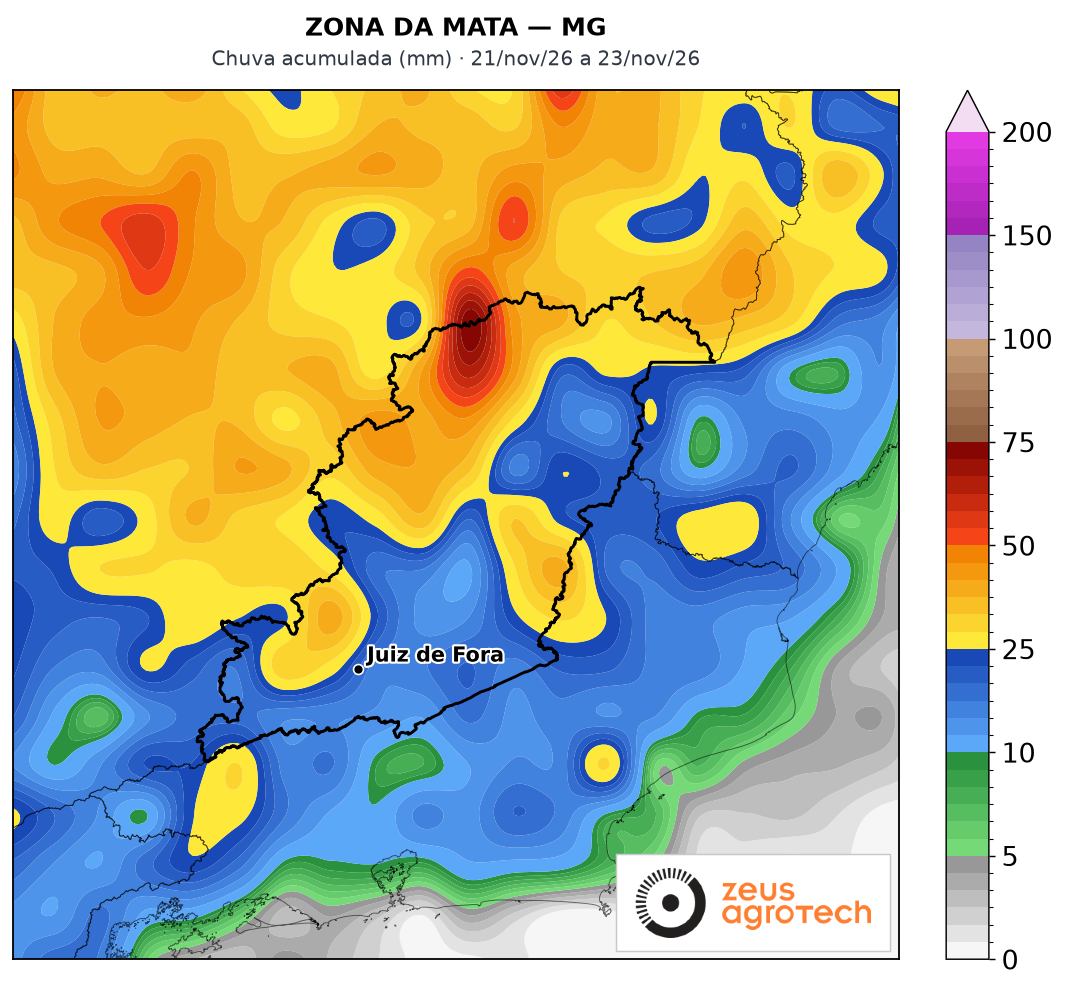 ZONA DA MATA — MG
Chuva acumulada (mm) · 21/nov/26 a 23/nov/26
200
150
100
75
50
25
10
5
0
Juiz de Fora
zeus
agrotech